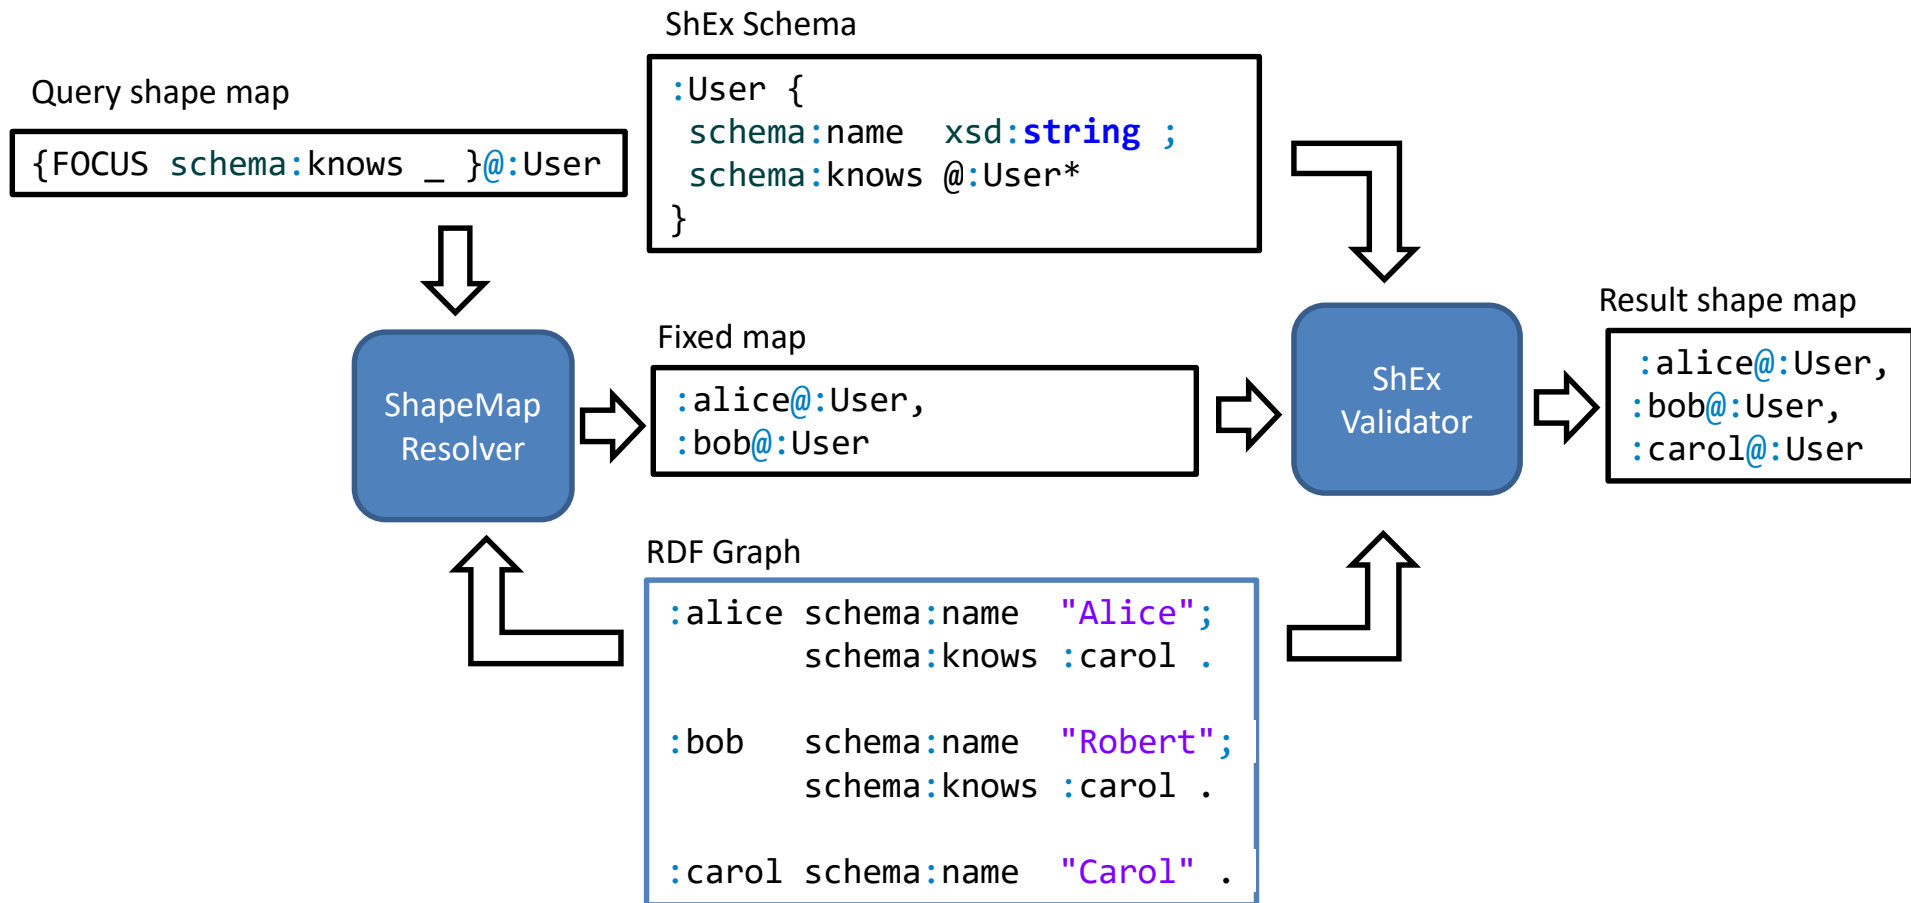 ShEx Schema
:User {
schema:name xsd:string ;
schema:knows @:User*
}
Query shape map
{FOCUS schema:knows _ }@:User
ShapeMap
Resolver
Fixed map
:alice@:User,
:bob@:User
ShEx
Validator
Result shape map
:alice@:User,
:bob@:User,
:carol@:User
RDF Graph
:alice schema:name "Alice";
schema:knows :carol .
:bob schema:name "Robert";
schema:knows :carol .
:carol schema:name "Carol" .